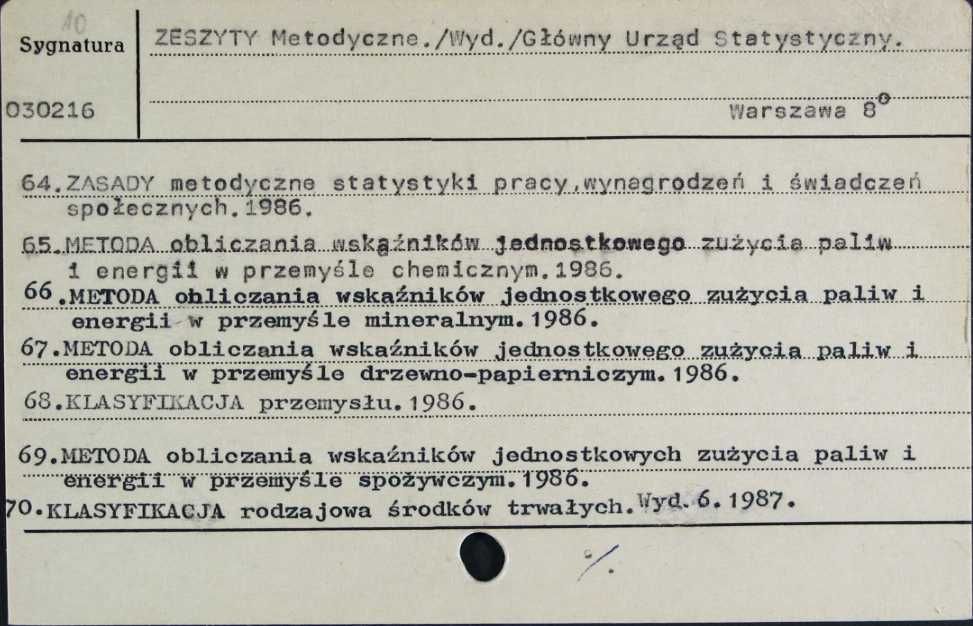 10
Sygnatura
ZESZYTY Metodyczne./Wyd./Główny Urząd Statystyczny.
030216
Warszawa 8°
64.ZASADY metodyczne statystyki pracy,wynagrodzeń i świadczeń
społecznych.1986.
65.METODA obliczania wskąźników jednostkowego zużycia paliw
i energii w przemyśle chemicznym.1986.
66.METODA obliczania wskaźników jednostkowego zużycia paliw i
energii w przemyśle mineralnym.1986.
67.METODA obliczania wskaźników jednostkowego zużycia paliw i
energii w przemyśle drzewno-papierniczym.1986.
68.KLASYFIKACJA przemysłu.1986.
69.METODA obliczania wskaźników jednostkowych zużycia paliw i
energii w przemyśle spożywczym.1986.
70.KLASYFIKACJA rodzajowa środków trwałych.Wyd.6.1987.
%